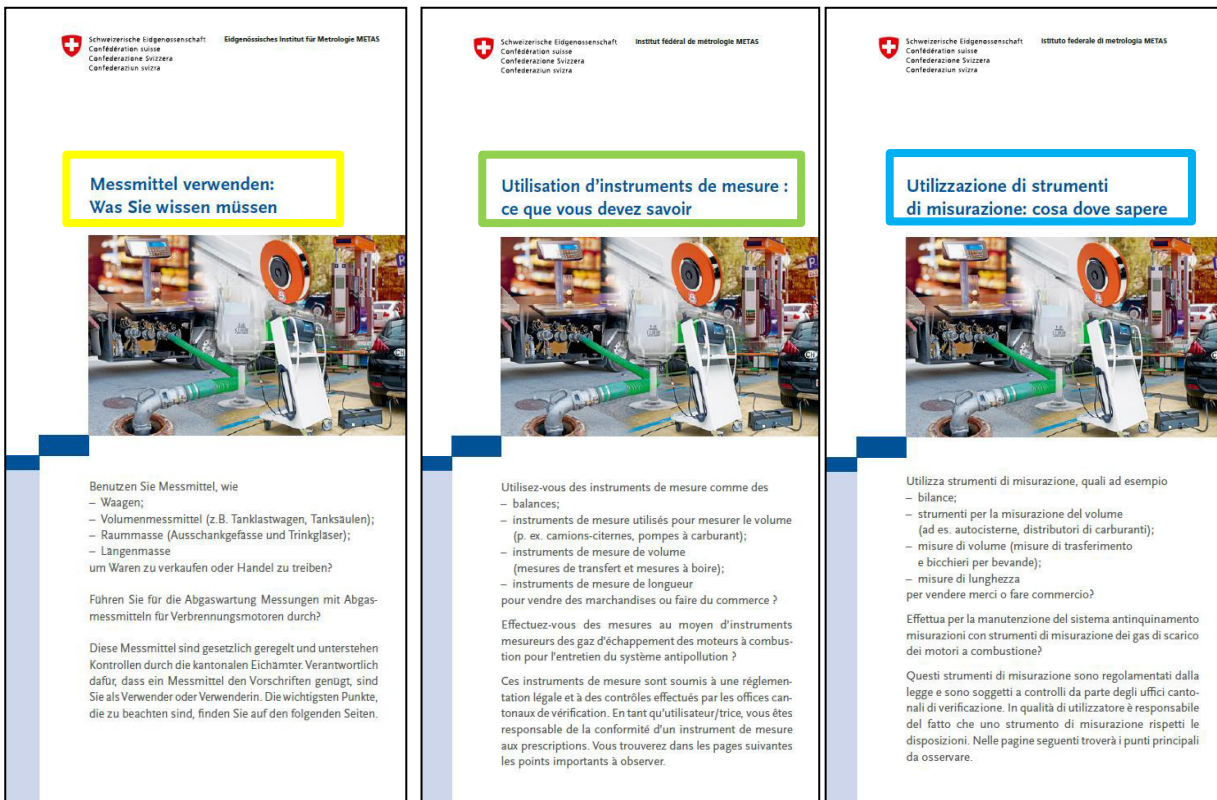 Schweizerische Eidgenossenschaft
Confédération suisse
Confederazione Svizzera
Confederaziun svizra
Eidgenössisches Institut für Metrologie METAS
Messmittel verwenden:
Was Sie wissen müssen
Benutzen Sie Messmittel, wie
– Waagen;
– Volumenmessmittel (z.B. Tanklastwagen, Tanksäulen);
– Raummasse (Ausschankgefässe und Trinkgläser);
– Längenmasse
um Waren zu verkaufen oder Handel zu treiben?
Führen Sie für die Abgaswartung Messungen mit Abgas-
messmitteln für Verbrennungsmotoren durch?
Diese Messmittel sind gesetzlich geregelt und unterstehen
Kontrollen durch die kantonalen Eichämter. Verantwortlich
dafür, dass ein Messmittel den Vorschriften genügt, sind
Sie als Verwender oder Verwenderin. Die wichtigsten Punkte,
die zu beachten sind, finden Sie auf den folgenden Seiten.
Schweizerische Eidgenossenschaft
Confédération suisse
Confederazione Svizzera
Confederaziun svizra
Institut fédéral de métrologie METAS
Utilisation d'instruments de mesure :
ce que vous devez savoir
Utilisez-vous des instruments de mesure comme des
– balances;
– instruments de mesure utilisés pour mesurer le volume
(p. ex. camions-citernes, pompes à carburant);
– instruments de mesure de volume
(mesures de transfert et mesures à boire);
– instruments de mesure de longueur
pour vendre des marchandises ou faire du commerce ?
Effectuez-vous des mesures au moyen d'instruments
mesureurs des gaz d'échappement des moteurs à combus-
tion pour l'entretien du système antipollution ?
Ces instruments de mesure sont soumis à une réglemen-
tation légale et à des contrôles effectués par les offices can-
tonaux de vérification. En tant qu'utilisateur/trice, vous êtes
responsable de la conformité d'un instrument de mesure
aux prescriptions. Vous trouverez dans les pages suivantes
les points importants à observer.
Schweizerische Eidgenossenschaft
Confédération suisse
Confederazione Svizzera
Confederaziun svizra
Istituto federale di metrologia METAS
Utilizzazione di strumenti
di misurazione: cosa dove sapere
Utilizza strumenti di misurazione, quali ad esempio
– bilance;
– strumenti per la misurazione del volume
(ad es. autocisterne, distributori di carburanti);
– misure di volume (misure di trasferimento
e bicchieri per bevande);
– misure di lunghezza
per vendere merci o fare commercio?
Effettua per la manutenzione del sistema antinquinamento
misurazioni con strumenti di misurazione dei gas di scarico
dei motori a combustione?
Questi strumenti di misurazione sono regolamentati dalla
legge e sono soggetti a controlli da parte degli uffici canto-
nali di verificazione. In qualità di utilizzatore è responsabile
del fatto che uno strumento di misurazione rispetti le
disposizioni. Nelle pagine seguenti troverà i punti principali
da osservare.